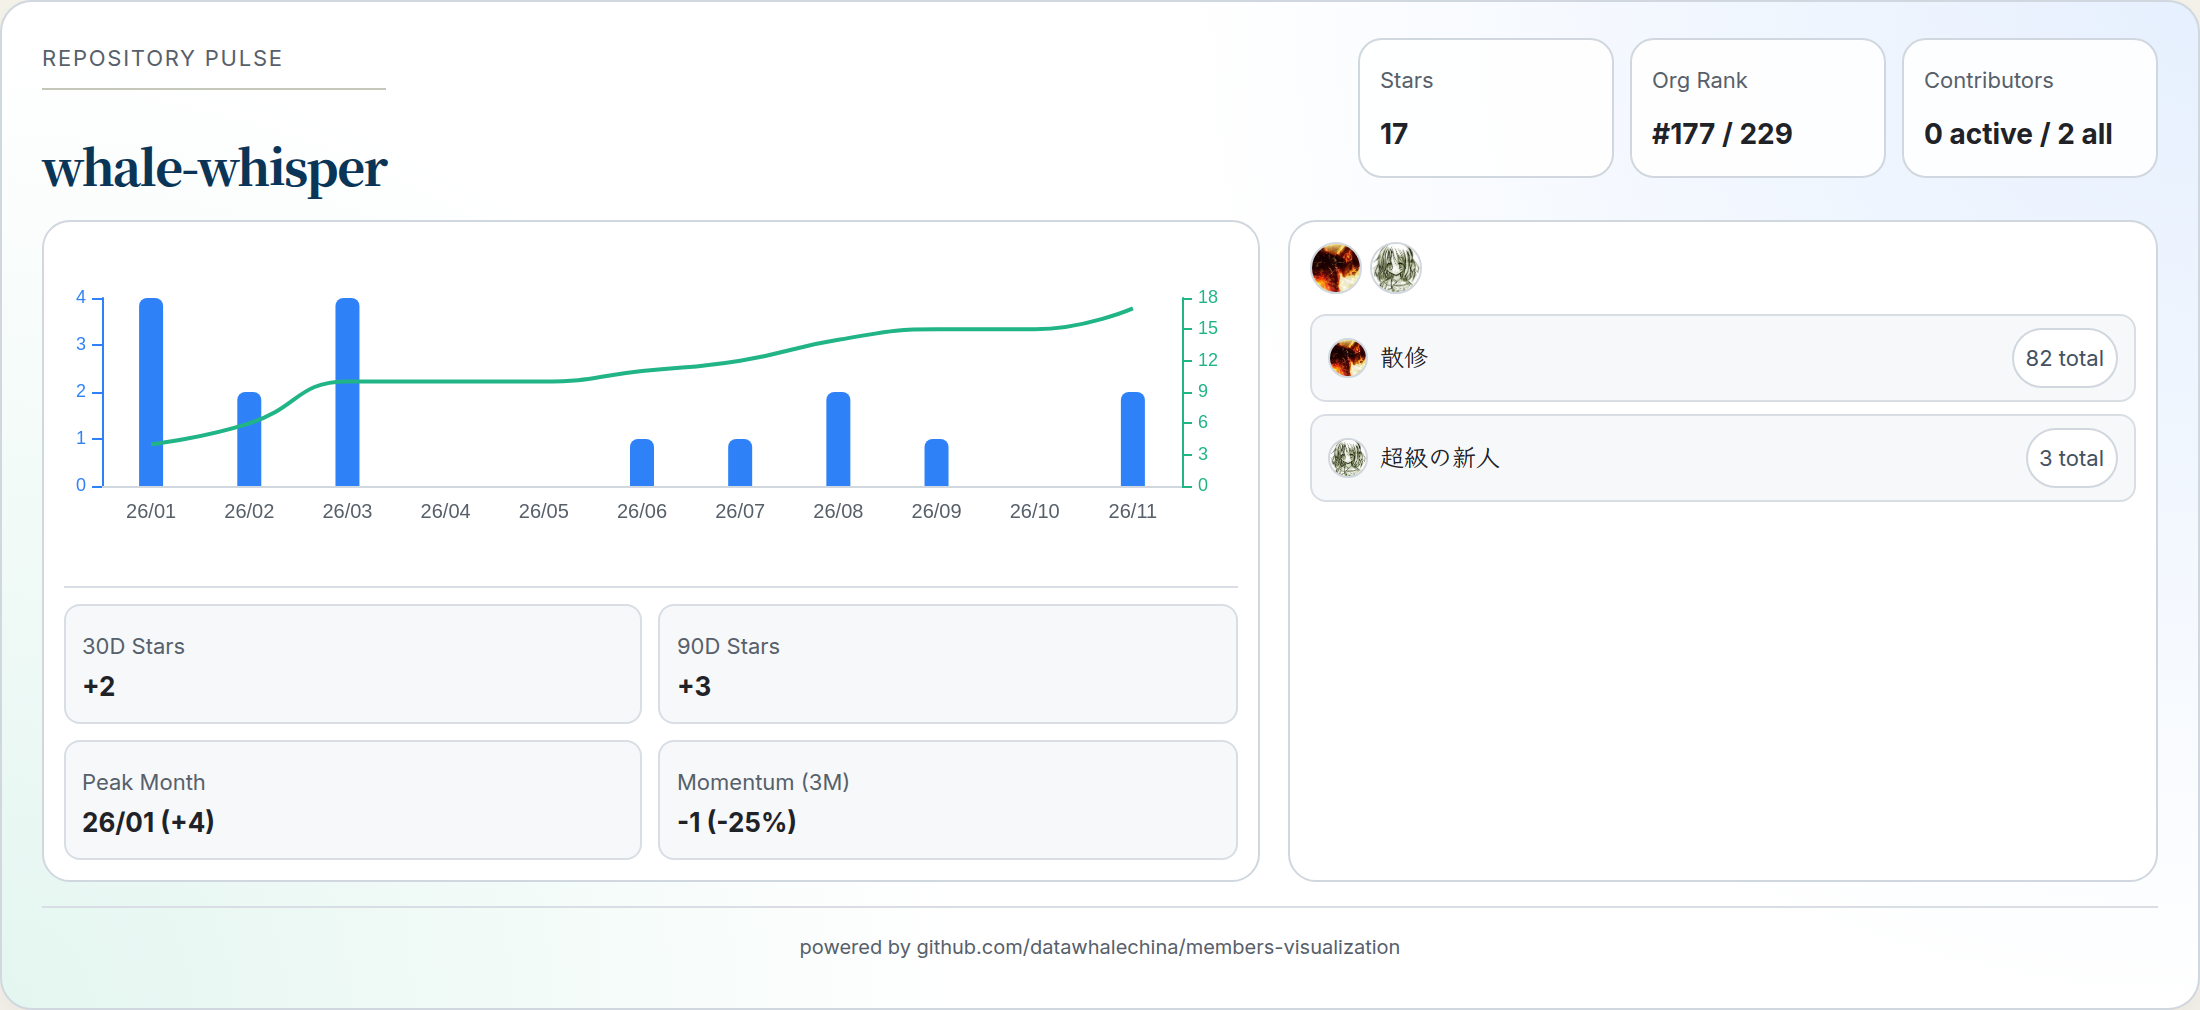 REPOSITORY PULSE
whale-whisper
Stars
17
Org Rank
#177 / 229
Contributors
0 active / 2 all
4
3
2
1
0
18
15
12
9
6
3
0
26/01 26/02 26/03 26/04 26/05 26/06 26/07 26/08 26/09 26/10 26/11
30D Stars
+2
90D Stars
+3
Peak Month
26/01 (+4)
Momentum (3M)
-1 (-25%)
散修
82 total
超級の新人
3 total
powered by github.com/datawhalechina/members-visualization